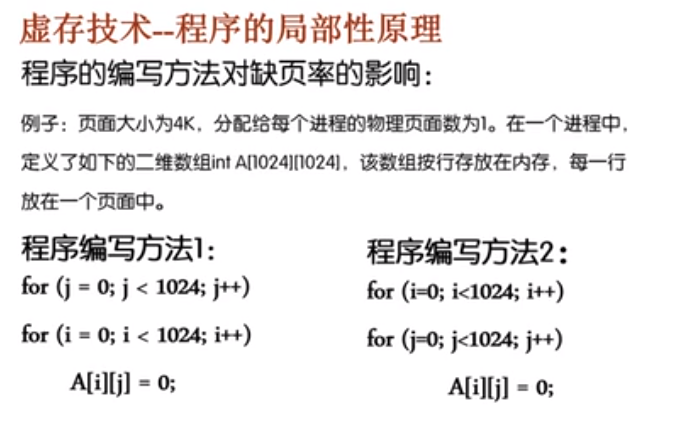 虚存技术--程序的局部性原理
程序的编写方法对缺页率的影响：
例子：页面大小为4K，分配给每个进程的物理页面数为1。在一个进程中，
定义了如下的二维数组int A[1024][1024]，该数组按行存放在内存，每一行
放在一个页面中。
程序编写方法1：
for (j = 0; j < 1024; j++)
for (i = 0; i < 1024; i++)
A[i][j] = 0;
程序编写方法2：
for (i=0; i<1024; i++)
for (j=0; j<1024; j++)
A[i][j] = 0;